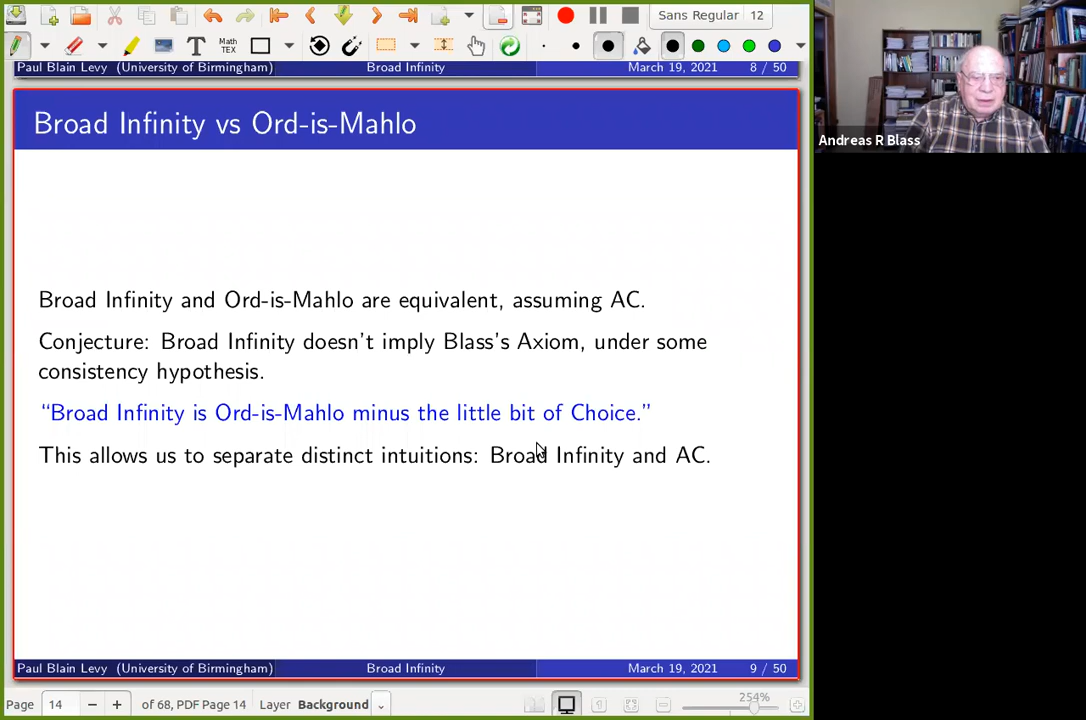 Sans Regular 12
Math
TEX
Paul Blain Levy (University of Birmingham) Broad Infinity March 19, 2021 8 / 50
Broad Infinity vs Ord-is-Mahlo
Andreas R Blass
Broad Infinity and Ord-is-Mahlo are equivalent, assuming AC.
Conjecture: Broad Infinity doesn't imply Blass's Axiom, under some
consistency hypothesis.
“Broad Infinity is Ord-is-Mahlo minus the little bit of Choice.”
This allows us to separate distinct intuitions: Broad Infinity and AC.
Paul Blain Levy (University of Birmingham) Broad Infinity March 19, 2021 9 / 50
Page 14 of 68, PDF Page 14 Layer Background 254%